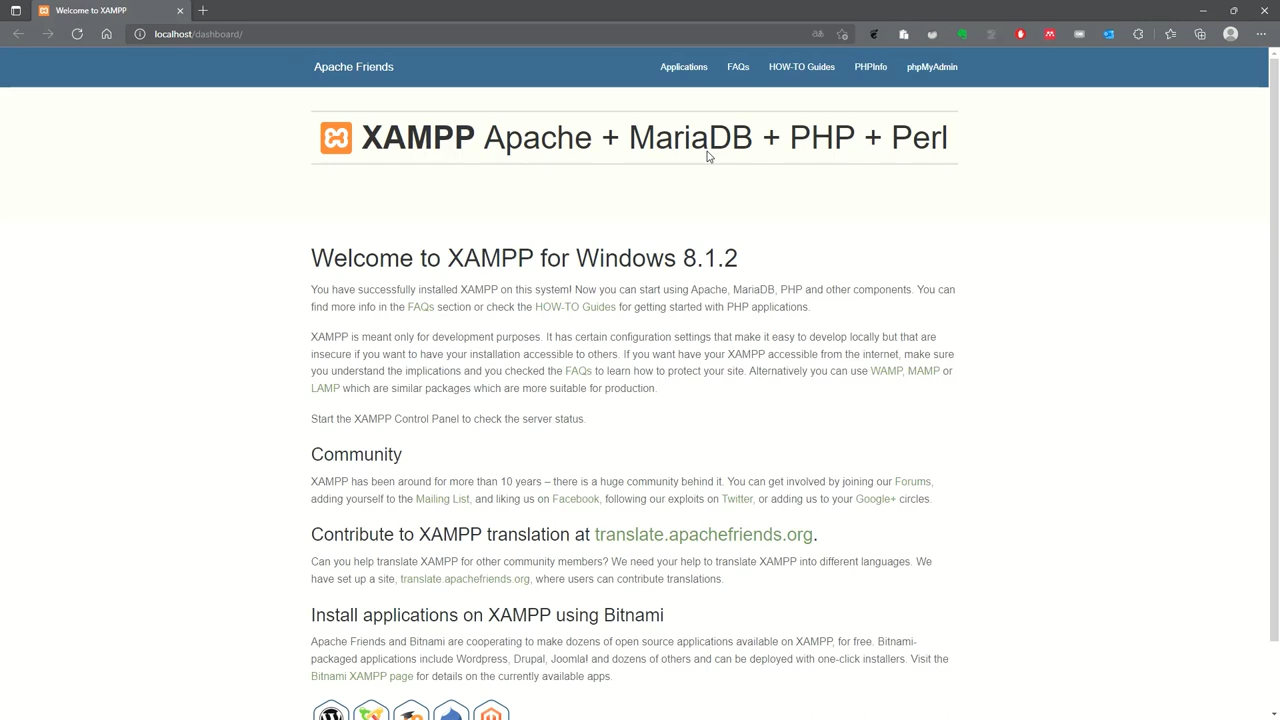 Welcome to XAMPP
localhost/dashboard/
Apache Friends
Applications
FAQs
HOW-TO Guides
PHPInfo
phpMyAdmin
XAMPP Apache + MariaDB + PHP + Perl
Welcome to XAMPP for Windows 8.1.2
You have successfully installed XAMPP on this system! Now you can start using Apache, MariaDB, PHP and other components. You can
find more info in the FAQs section or check the HOW-TO Guides for getting started with PHP applications.
XAMPP is meant only for development purposes. It has certain configuration settings that make it easy to develop locally but that are
insecure if you want to have your installation accessible to others. If you want have your XAMPP accessible from the internet, make sure
you understand the implications and you checked the FAQs to learn how to protect your site. Alternatively you can use WAMP, MAMP or
LAMP which are similar packages which are more suitable for production.
Start the XAMPP Control Panel to check the server status.
Community
XAMPP has been around for more than 10 years – there is a huge community behind it. You can get involved by joining our Forums,
adding yourself to the Mailing List, and liking us on Facebook, following our exploits on Twitter, or adding us to your Google+ circles.
Contribute to XAMPP translation at translate.apachefriends.org.
Can you help translate XAMPP for other community members? We need your help to translate XAMPP into different languages. We
have set up a site, translate.apachefriends.org, where users can contribute translations.
Install applications on XAMPP using Bitnami
Apache Friends and Bitnami are cooperating to make dozens of open source applications available on XAMPP, for free. Bitnami-
packaged applications include Wordpress, Drupal, Joomla! and dozens of others and can be deployed with one-click installers. Visit the
Bitnami XAMPP page for details on the currently available apps.